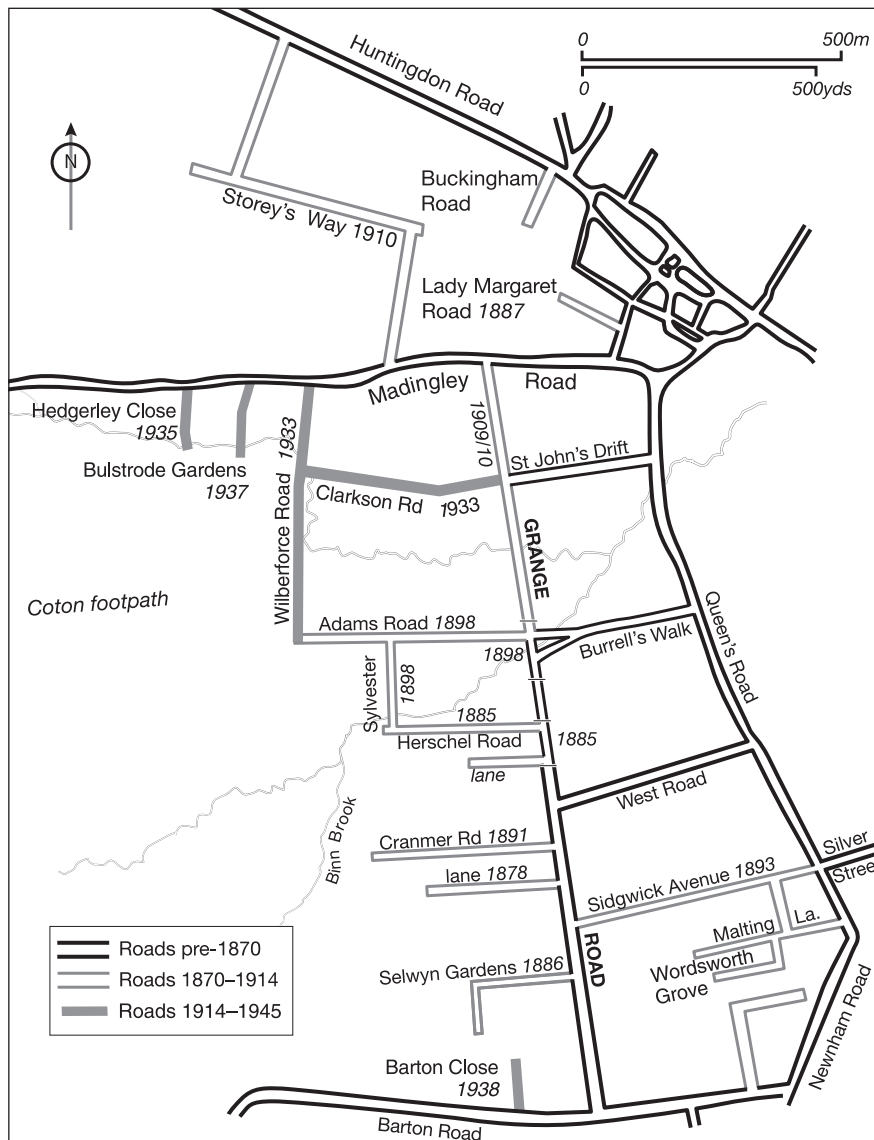 0 500m
0 500yds
Huntingdon Road
N
Buckingham
Road
Storey's Way 1910
Lady Margaret
Road 1887
Madingley Road
Hedgerley Close
1935
Bulstrode Gardens
1937
Wilberforce Road 1933
1909/10
St John's Drift
Clarkson Rd 1933
GRANGE
Coton footpath
Adams Road 1898
1898
Burrell's Walk
Queen's Road
Sylvester
1898
1885
Herschel Road
1885
lane
West Road
Binn Brook
Cranmer Rd 1891
lane 1878
Sidgwick Avenue 1893
Silver
Street
Malting La.
Wordsworth
Grove
Selwyn Gardens 1886
ROAD
Newnham Road
Barton Close
1938
Barton Road
Roads pre-1870
Roads 1870–1914
Roads 1914–1945